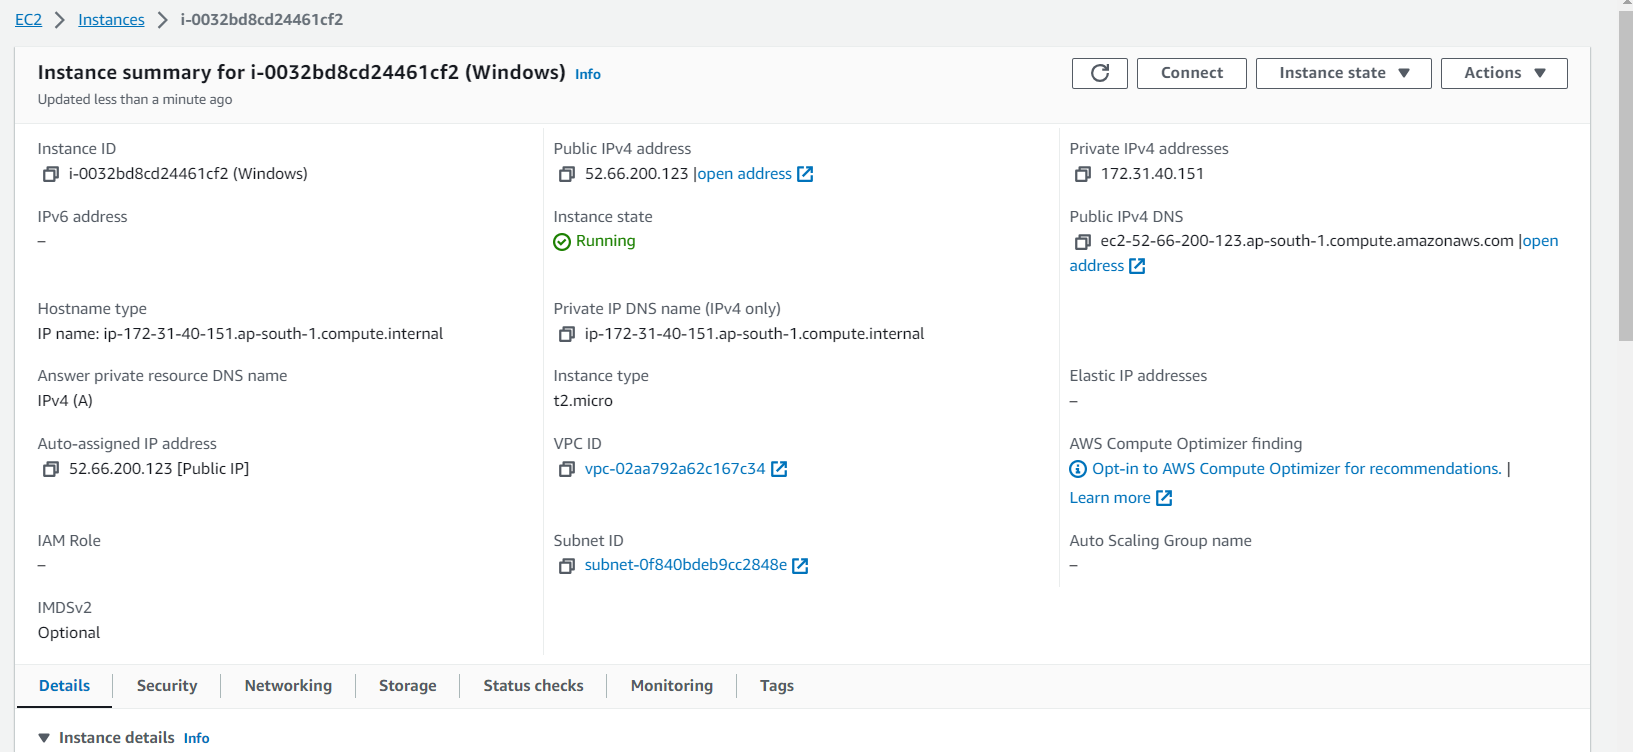 EC2 > Instances > i-0032bd8cd24461cf2
Instance summary for i-0032bd8cd24461cf2 (Windows) Info
Updated less than a minute ago
Connect
Instance state
Actions
Instance ID
i-0032bd8cd24461cf2 (Windows)
Public IPv4 address
52.66.200.123 |open address
Private IPv4 addresses
172.31.40.151
IPv6 address
–
Instance state
Running
Public IPv4 DNS
ec2-52-66-200-123.ap-south-1.compute.amazonaws.com |open
address
Hostname type
IP name: ip-172-31-40-151.ap-south-1.compute.internal
Private IP DNS name (IPv4 only)
ip-172-31-40-151.ap-south-1.compute.internal
Answer private resource DNS name
IPv4 (A)
Instance type
t2.micro
Elastic IP addresses
–
Auto-assigned IP address
52.66.200.123 [Public IP]
VPC ID
vpc-02aa792a62c167c34
AWS Compute Optimizer finding
Opt-in to AWS Compute Optimizer for recommendations. |
Learn more
IAM Role
–
Subnet ID
subnet-0f840bdeb9cc2848e
Auto Scaling Group name
–
IMDSv2
Optional
Details
Security
Networking
Storage
Status checks
Monitoring
Tags
Instance details Info